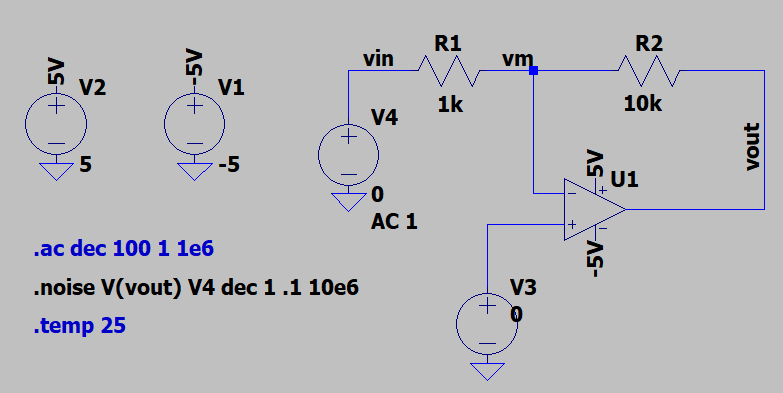 5V
V2
5
-5V
V1
-5
vin
R1
1k
vm
R2
10k
V4
0
AC 1
vout
5V
U1
-5V
V3
0
.ac dec 100 1 1e6
.noise V(vout) V4 dec 1 .1 10e6
.temp 25